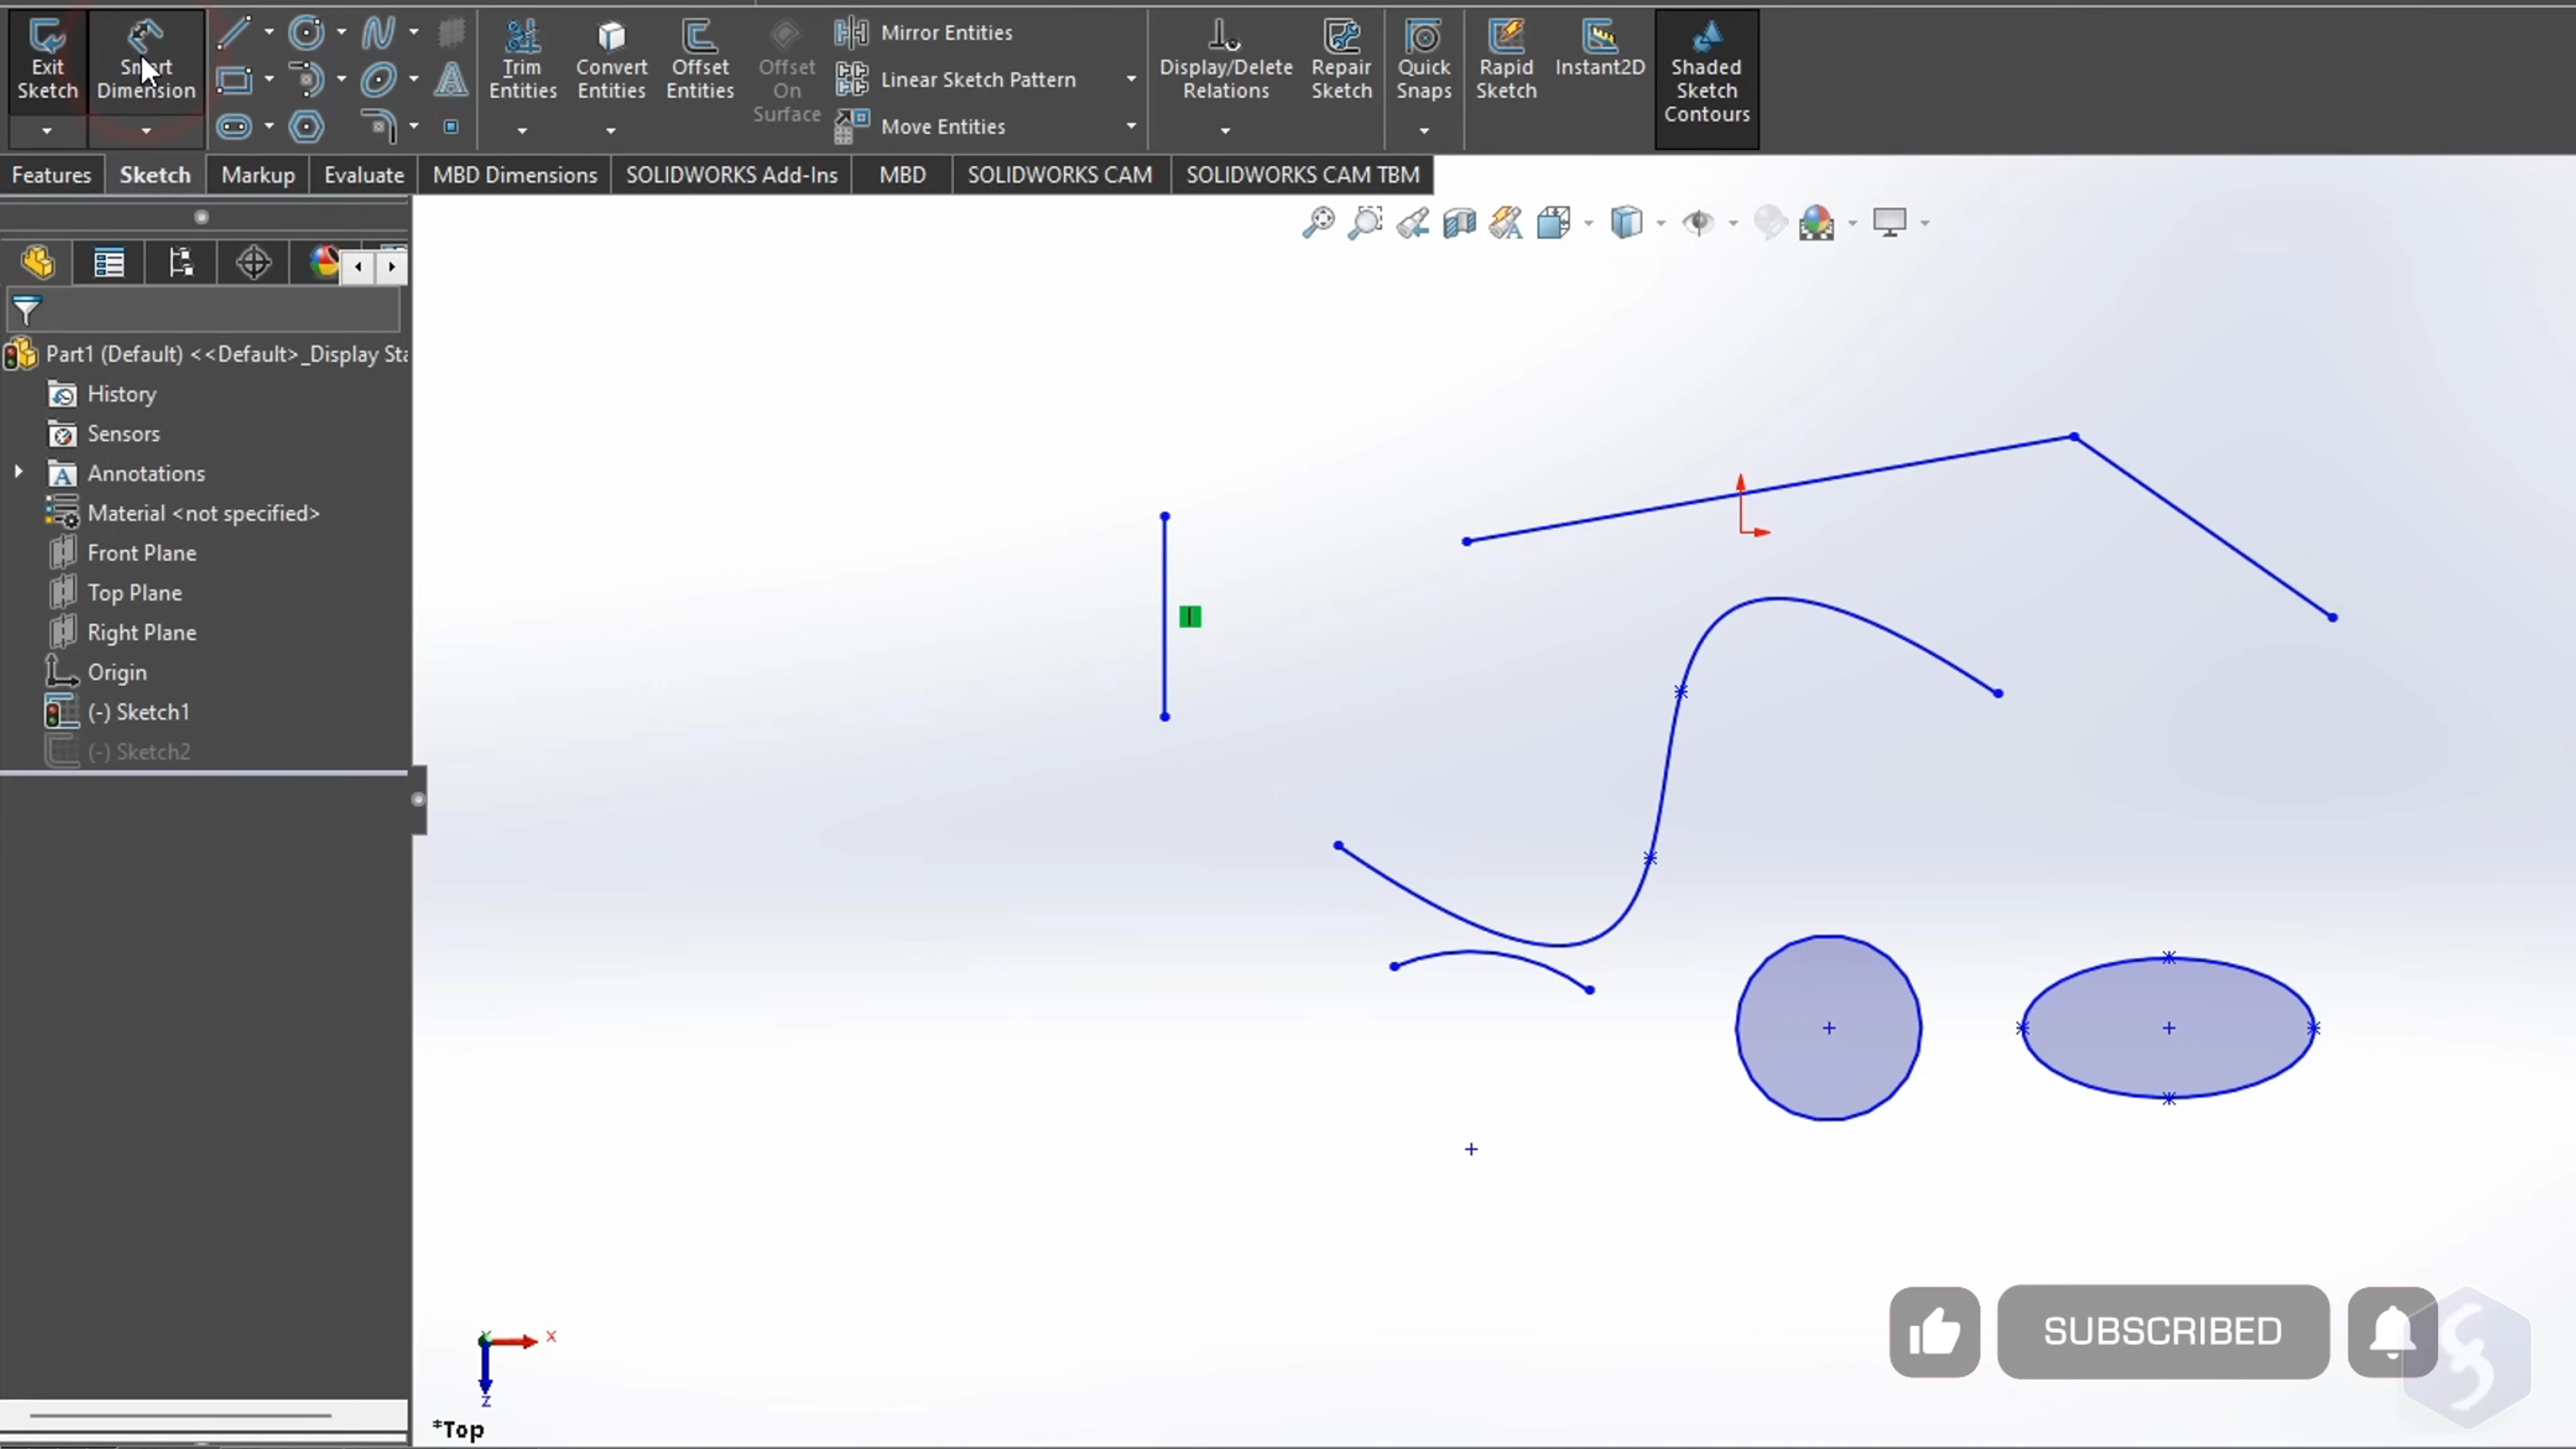 Exit
Sketch
Smart
Dimension
Trim
Entities
Convert
Entities
Offset
Entities
Offset
On
Surface
Mirror Entities
Linear Sketch Pattern
Move Entities
Display/Delete
Relations
Repair
Sketch
Quick
Snaps
Rapid
Sketch
Instant2D
Shaded
Sketch
Contours
Features
Sketch
Markup
Evaluate
MBD Dimensions
SOLIDWORKS Add-Ins
MBD
SOLIDWORKS CAM
SOLIDWORKS CAM TBM
Part1 (Default) <<Default>_Display Sta
History
Sensors
Annotations
Material <not specified>
Front Plane
Top Plane
Right Plane
Origin
(-) Sketch1
(-) Sketch2
Y
X
Z
*Top
SUBSCRIBED